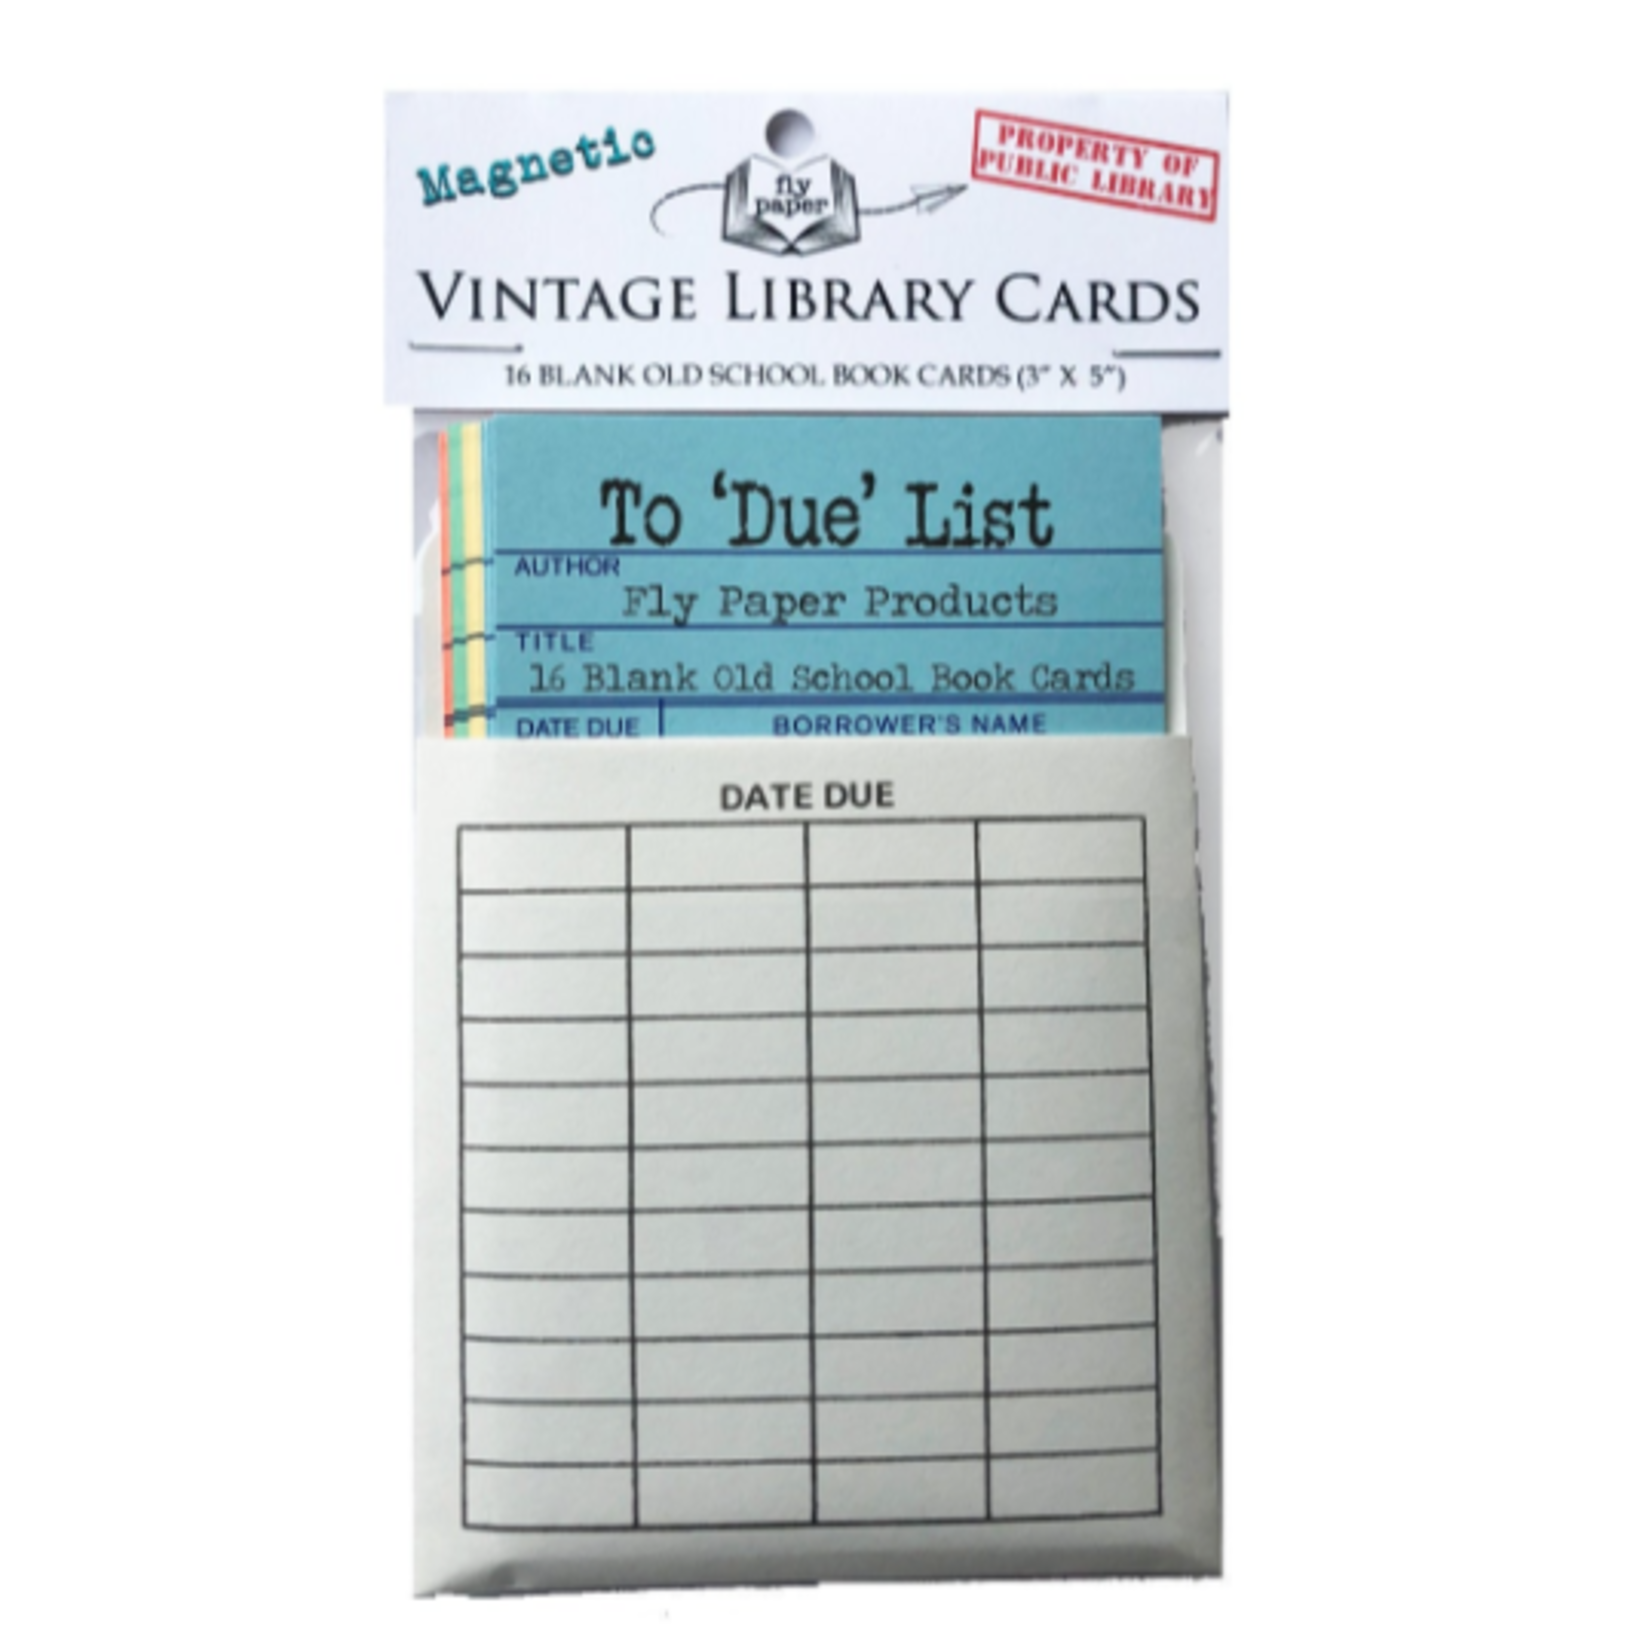 Magnetic
fly
paper
PROPERTY OF
PUBLIC LIBRARY
VINTAGE LIBRARY CARDS
16 BLANK OLD SCHOOL BOOK CARDS (3" X 5")
To 'Due' List
AUTHOR
Fly Paper Products
TITLE
16 Blank Old School Book Cards
DATE DUE BORROWER'S NAME
DATE DUE